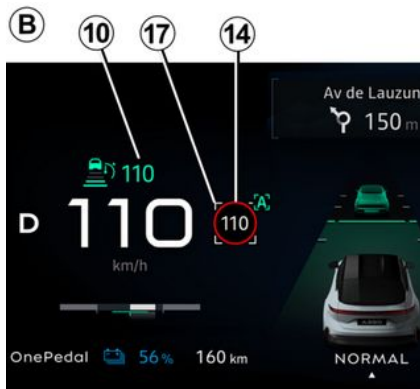 B
10
17
14
Av de Lauzun
150 m
110
A
D
110
110
km/h
OnePedal
56 %
160 km
NORMAL